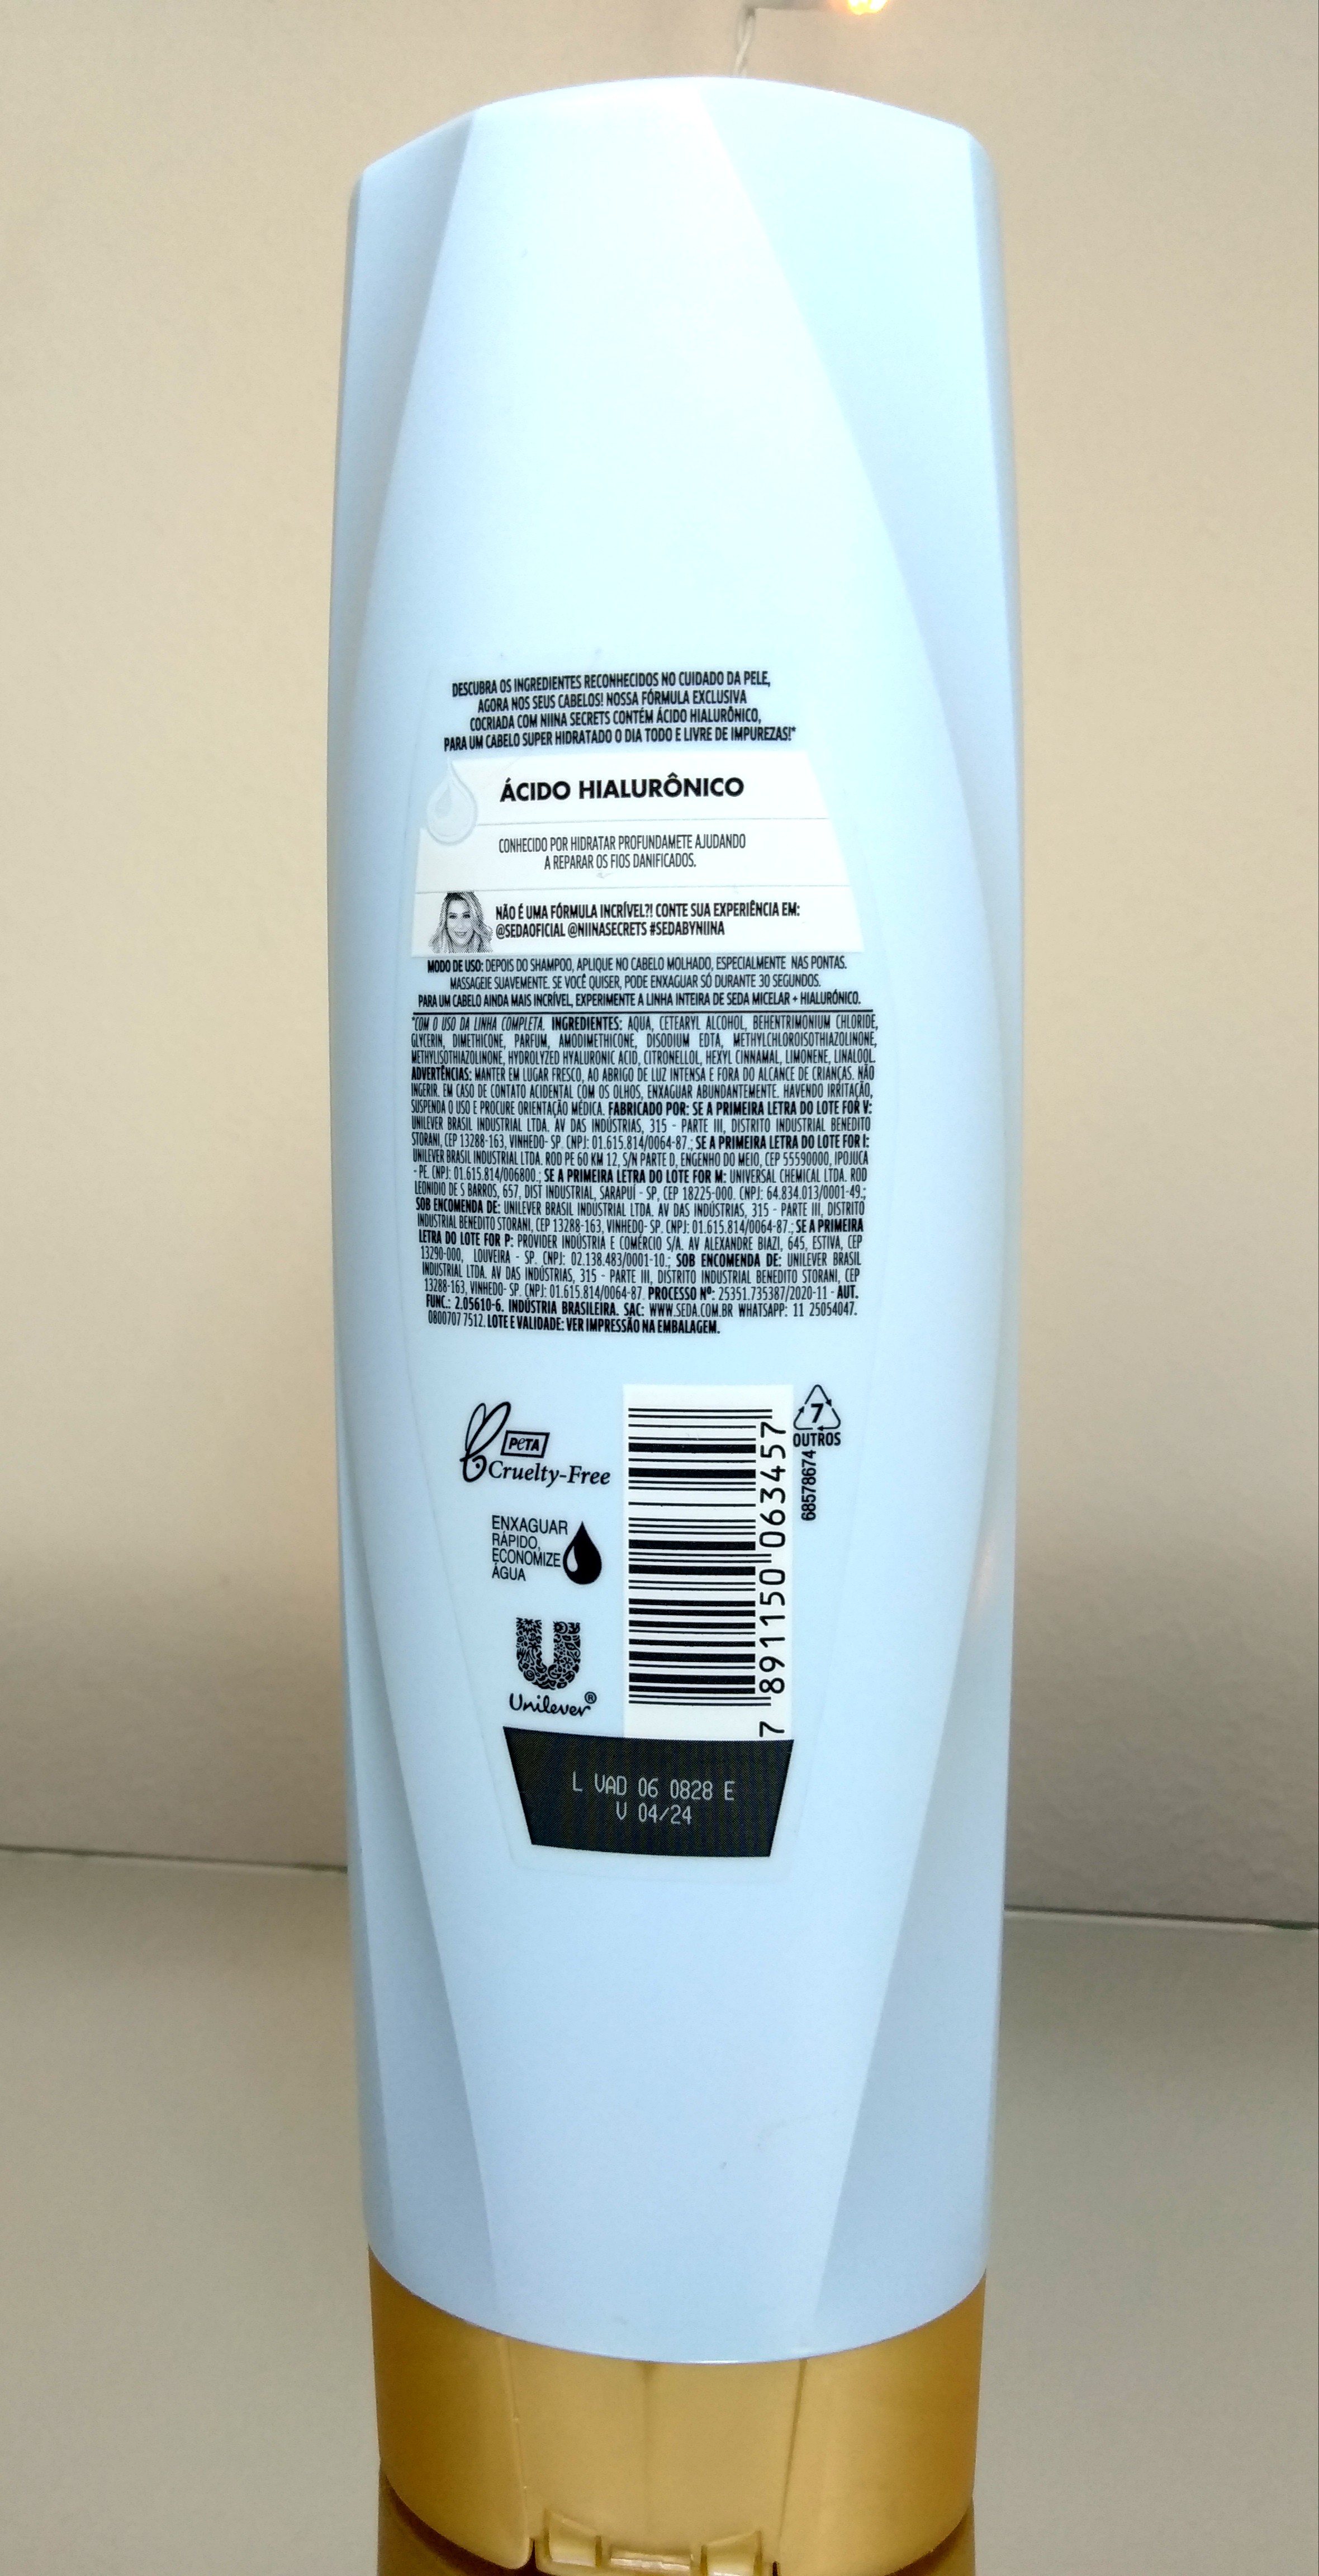 DESCUBRA OS INGREDIENTES RECONHECIDOS NO CUIDADO DA PELE,
AGORA NOS SEUS CABELOS! NOSSA FÓRMULA EXCLUSIVA
COCRIADA COM NIINA SECRETS CONTÉM ÁCIDO HIALURÔNICO,
PARA UM CABELO SUPER HIDRATADO O DIA TODO E LIVRE DE IMPUREZAS!*
ÁCIDO HIALURÔNICO
CONHECIDO POR HIDRATAR PROFUNDAMETE AJUDANDO
A REPARAR OS FIOS DANIFICADOS.
NÃO É UMA FÓRMULA INCRÍVEL?! CONTE SUA EXPERIÊNCIA EM:
@SEDAOFICIAL @NIINASECRETS #SEDABYNIINA
MODO DE USO: DEPOIS DO SHAMPOO, APLIQUE NO CABELO MOLHADO, ESPECIALMENTE NAS PONTAS.
MASSAGEIE SUAVEMENTE. SE VOCÊ QUISER, PODE ENXAGUAR SÓ DURANTE 30 SEGUNDOS.
PARA UM CABELO AINDA MAIS INCRÍVEL, EXPERIMENTE A LINHA INTEIRA DE SEDA MICELAR + HIALURÓNICO.
*COM O USO DA LINHA COMPLETA. INGREDIENTES: AQUA, CETEARYL ALCOHOL, BEHENTRIMONIUM CHLORIDE,
GLYCERIN, DIMETHICONE, PARFUM, AMODIMETHICONE, DISODIUM EDTA, METHYLCHLOROISOTHIAZOLINONE,
METHYLISOTHIAZOLINONE, HYDROLYZED HYALURONIC ACID, CITRONELLOL, HEXYL CINNAMAL, LIMONENE, LINALOOL.
ADVERTÊNCIAS: MANTER EM LUGAR FRESCO, AO ABRIGO DE LUZ INTENSA E FORA DO ALCANCE DE CRIANÇAS. NÃO
INGERIR. EM CASO DE CONTATO ACIDENTAL COM OS OLHOS, ENXAGUAR ABUNDANTEMENTE. HAVENDO IRRITAÇÃO,
SUSPENDA O USO E PROCURE ORIENTAÇÃO MÉDICA. FABRICADO POR: SE A PRIMEIRA LETRA DO LOTE FOR V:
UNILEVER BRASIL INDUSTRIAL LTDA. AV DAS INDÚSTRIAS, 315 - PARTE III, DISTRITO INDUSTRIAL BENEDITO
STORANI, CEP 13288-163, VINHEDO- SP. CNPJ: 01.615.814/0064-87.; SE A PRIMEIRA LETRA DO LOTE FOR I:
UNILEVER BRASIL INDUSTRIAL LTDA. ROD PE 60 KM 12, S/N PARTE D, ENGENHO DO MEIO, CEP 55590000, IPOJUCA
- PE. CNPJ: 01.615.814/006800.; SE A PRIMEIRA LETRA DO LOTE FOR M: UNIVERSAL CHEMICAL LTDA. ROD
LEONIDIO DE S BARROS, 657, DIST INDUSTRIAL, SARAPUÍ - SP, CEP 18225-000. CNPJ: 64.834.013/0001-49.;
SOB ENCOMENDA DE: UNILEVER BRASIL INDUSTRIAL LTDA. AV DAS INDÚSTRIAS, 315 - PARTE III, DISTRITO
INDUSTRIAL BENEDITO STORANI, CEP 13288-163, VINHEDO- SP. CNPJ: 01.615.814/0064-87.; SE A PRIMEIRA
LETRA DO LOTE FOR P: PROVIDER INDÚSTRIA E COMÉRCIO S/A. AV ALEXANDRE BIAZI, 645, ESTIVA, CEP
13290-000, LOUVEIRA - SP. CNPJ: 02.138.483/0001-10.; SOB ENCOMENDA DE: UNILEVER BRASIL
INDUSTRIAL LTDA. AV DAS INDÚSTRIAS, 315 - PARTE III, DISTRITO INDUSTRIAL BENEDITO STORANI, CEP
13288-163, VINHEDO- SP. CNPJ: 01.615.814/0064-87. PROCESSO Nº: 25351.735387/2020-11 - AUT.
FUNC.: 2.05610-6. INDÚSTRIA BRASILEIRA. SAC: WWW.SEDA.COM.BR WHATSAPP: 11 25054047.
0800707 7512. LOTE E VALIDADE: VER IMPRESSÃO NA EMBALAGEM.
PETA
Cruelty-Free
ENXAGUAR
RÁPIDO,
ECONOMIZE
ÁGUA
Unilever®
7 891150 063457
7
OUTROS
68578674
L VAD 06 0828 E
V 04/24